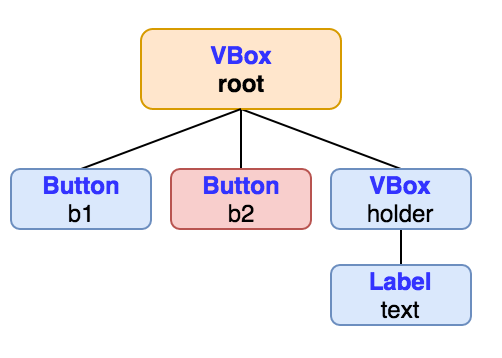 VBox
root
Button
b1
Button
b2
VBox
holder
Label
text